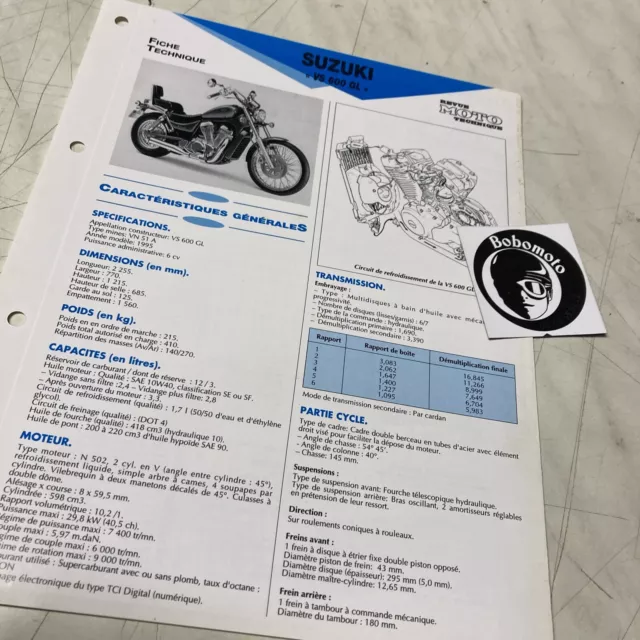 FICHE
TECHNIQUE
SUZUKI
« VS 600 GL »
REVUE
MOTO
TECHNIQUE
CARACTÉRISTIQUES GÉNÉRALES
SPECIFICATIONS.
Appellation constructeur: VS 600 GL
Type mines: VN 51 A
Année modèle: 1995
Puissance administrative: 6 cv
DIMENSIONS (en mm).
Longueur: 2 255.
Largeur : 770.
Hauteur : 1 215.
Hauteur de selle : 685.
Garde au sol : 125.
Empattement : 1 560.
POIDS (en kg).
Poids en ordre de marche : 215.
Poids total autorisé en charge : 410.
Répartition des masses (Av/Ar) : 140/270.
CAPACITES (en litres).
Réservoir de carburant / dont de réserve : 12 / 3.
Huile moteur : Qualité : SAE 10W40, classification SE ou SF.
– Vidange sans filtre :2,4 – Vidange plus filtre : 2,8
– Après ouverture du moteur : 3,3.
Circuit de refroidissement (qualité) : 1,7 l (50/50 d'eau et d'éthylène
glycol).
Circuit de freinage (qualité) : (DOT 4)
Huile de fourche (qualité) : 418 cm3 (hydraulique 10).
Huile de pont : 200 à 220 cm3 d'huile hypoïde SAE 90.
MOTEUR.
Type moteur : N 502, 2 cyl. en V (angle entre cylindre : 45°),
refroidissement liquide, simple arbre à cames, 4 soupapes par
cylindre. Vilebrequin à deux manetons décalés de 45°. Culasses à
double dôme.
Alésage x course : 8 x 59,5 mm.
Cylindrée : 598 cm3.
Rapport volumétrique : 10,2 /1.
Puissance maxi : 29,8 kW (40,5 ch).
égime de puissance maxi : 7 400 tr/mn.
ouple maxi : 5,97 m.daN.
gime de couple maxi : 6 000 tr/mn.
ime de rotation maxi : 9 000 tr/mn.
burant utilisé : Supercarburant avec ou sans plomb, taux d'octane :
ON
age électronique du type TCI Digital (numérique).
Circuit de refroidissement de la VS 600 GL
TRANSMISSION.
Embrayage :
– Type : Multidisques à bain d'huile avec méca
progressivité.
– Nombre de disques (lisses/garnis) : 6/7
– Type de la commande : hydraulique.
– Démultiplication primaire : 1,690.
– Démultiplication secondaire : 3,390
Rapport Rapport de boîte Démultiplication finale
1 3,083 16,845
2 2,062 11,266
3 1,647 8,999
4 1,400 7,649
5 1,227 6,704
6 1,095 5,983
Mode de transmission secondaire : Par cardan
PARTIE CYCLE.
Type de cadre: Cadre double berceau en tubes d'acier avec élément
droit vissé pour faciliter la dépose du moteur.
– Angle de chasse : 54° 45'.
– Angle de colonne : 40°.
– Chasse: 145 mm.
Suspensions :
Type de suspension avant: Fourche télescopique hydraulique.
Type de suspension arrière: Bras oscillant, 2 amortisseurs réglables
en prétension de leur ressort.
Direction :
Sur roulements coniques à rouleaux.
Freins avant :
1 frein à disque à étrier fixe double piston opposé.
Diamètre piston de frein: 43 mm.
Diamètre disque (épaisseur): 295 mm (5,0 mm).
Diamètre maître-cylindre: 12,65 mm.
Frein arrière :
1 frein à tambour à commande mécanique.
Diamètre du tambour : 180 mm.
Bobomoto